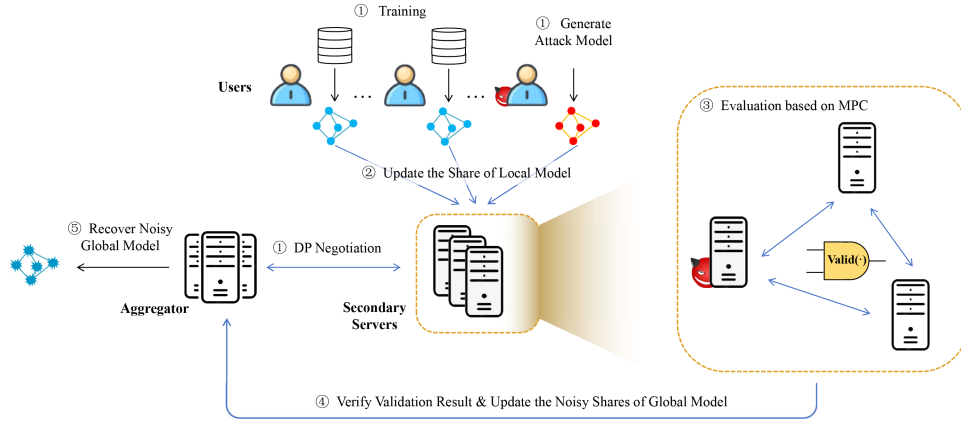 ① Training
① Generate
Attack Model
Users
... ... ...
③ Evaluation based on MPC
② Update the Share of Local Model
⑤ Recover Noisy
Global Model
① DP Negotiation
Valid(·)
Aggregator
Secondary
Servers
④ Verify Validation Result & Update the Noisy Shares of Global Model